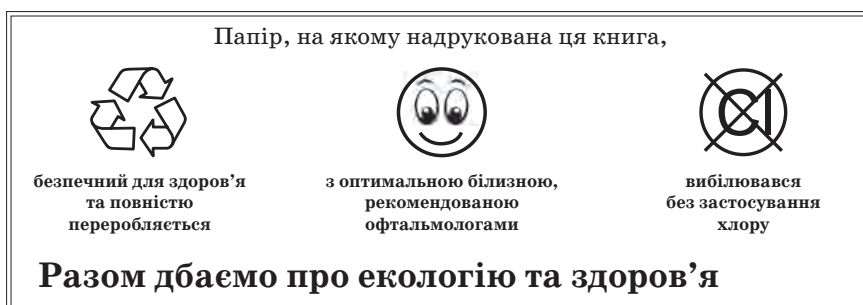 Папір, на якому надрукована ця книга,
Cl
безпечний для здоров’я
та повністю
переробляється
з оптимальною білизною,
рекомендованою
офтальмологами
вибілювався
без застосування
хлору
Разом дбаємо про екологію та здоров’я